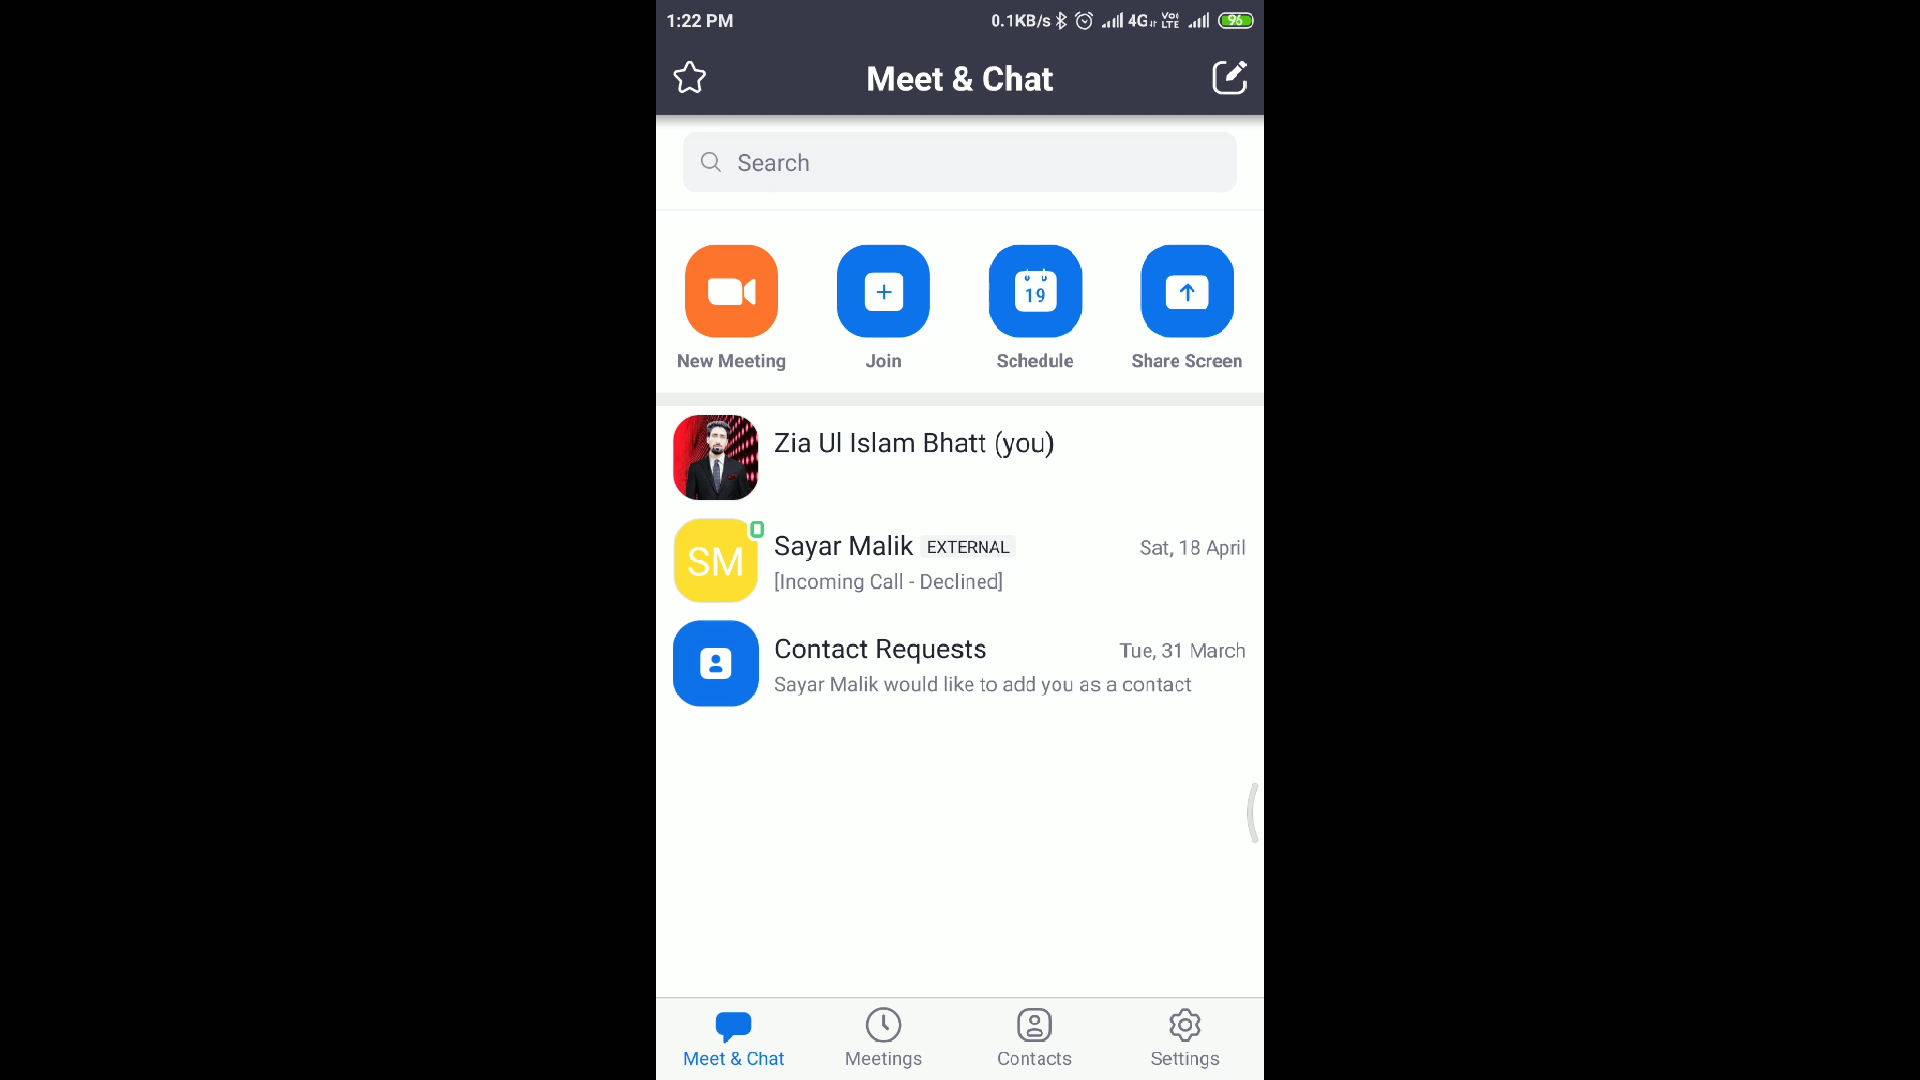 1:22 PM 0.1KB/s 4G VoLTE 96
Meet & Chat
Search
19
New Meeting Join Schedule Share Screen
Zia Ul Islam Bhatt (you)
SM Sayar Malik EXTERNAL Sat, 18 April
[Incoming Call - Declined]
Contact Requests Tue, 31 March
Sayar Malik would like to add you as a contact
Meet & Chat Meetings Contacts Settings